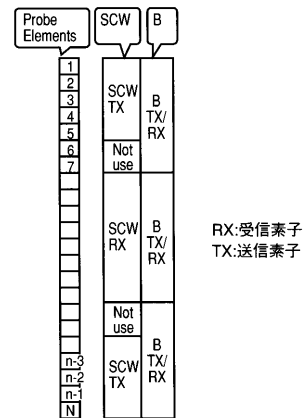 Probe
Elements
SCW
B
1
2
3
4
5
6
7
n-3
n-2
n-1
N
SCW
TX
Not
use
SCW
RX
Not
use
SCW
TX
B
TX/
RX
B
TX/
RX
B
TX/
RX
RX:受信素子
TX:送信素子